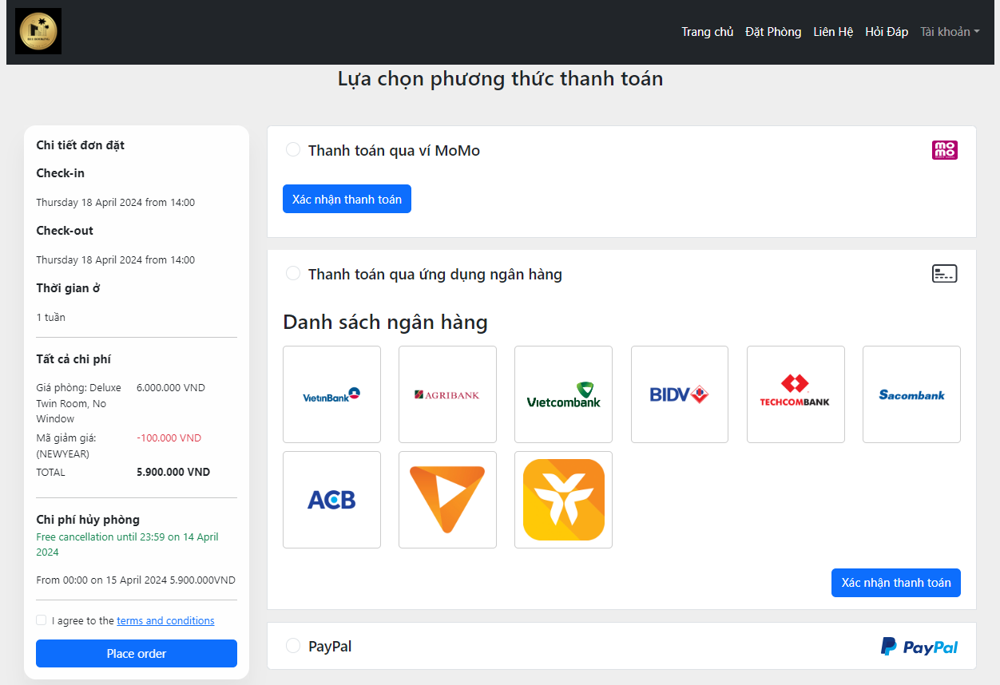 Trang chủ Đặt Phòng Liên Hệ Hỏi Đáp Tài khoản
Lựa chọn phương thức thanh toán
Chi tiết đơn đặt
Check-in
Thursday 18 April 2024 from 14:00
Check-out
Thursday 18 April 2024 from 14:00
Thời gian ở
1 tuần
Tất cả chi phí
Giá phòng: Deluxe 6.000.000 VND
Twin Room, No
Window
Mã giảm giá: -100.000 VND
(NEWYEAR)
TOTAL 5.900.000 VND
Chi phí hủy phòng
Free cancellation until 23:59 on 14 April
2024
From 00:00 on 15 April 2024 5.900.000VND
I agree to the terms and conditions
Place order
Thanh toán qua ví MoMo
mo
mo
Xác nhận thanh toán
Thanh toán qua ứng dụng ngân hàng
Danh sách ngân hàng
VietinBank
AGRIBANK
Vietcombank
BIDV
TECHCOMBANK
Sacombank
ACB
Xác nhận thanh toán
PayPal
PayPal